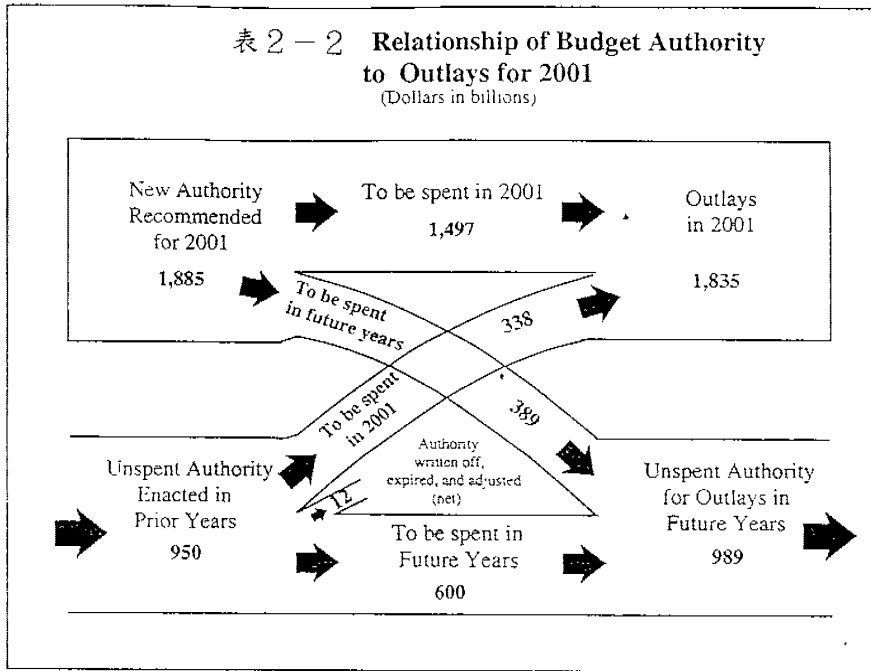 表２－２ Relationship of Budget Authority
to Outlays for 2001
(Dollars in billions)
New Authority
Recommended
for 2001
1,885
To be spent in 2001
1,497
Outlays
in 2001
1,835
To be spent
in future years
338
To be spent
in 2001
389
Authority
written off,
expired, and adjusted
(net)
12
Unspent Authority
Enacted in
Prior Years
950
To be spent in
Future Years
600
Unspent Authority
for Outlays in
Future Years
989